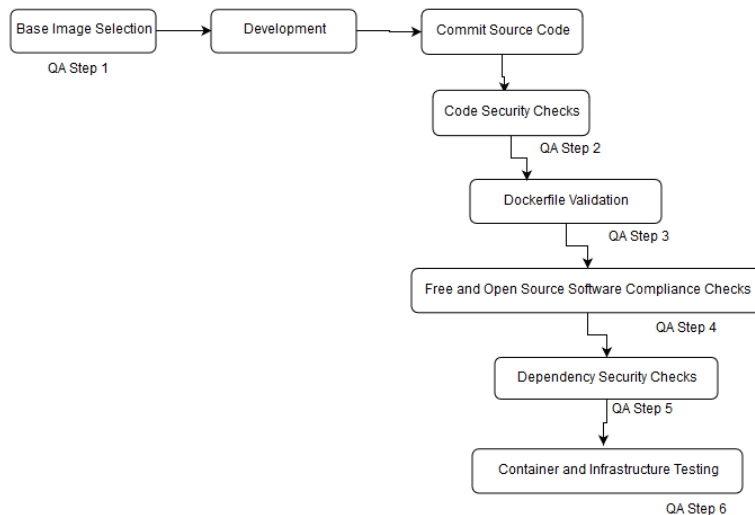 Base Image Selection
Development
Commit Source Code
QA Step 1
Code Security Checks
QA Step 2
Dockerfile Validation
QA Step 3
Free and Open Source Software Compliance Checks
QA Step 4
Dependency Security Checks
QA Step 5
Container and Infrastructure Testing
QA Step 6